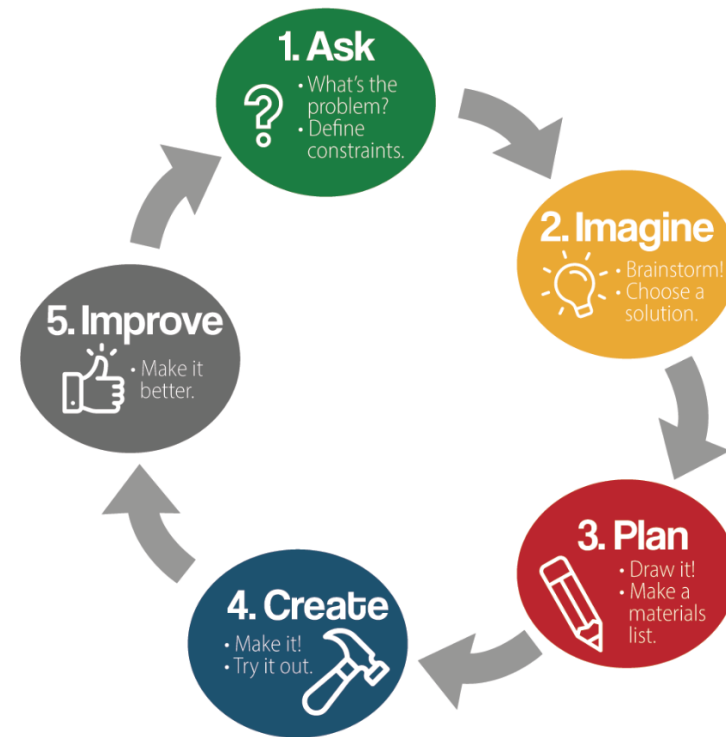 1. Ask
• What's the
problem?
• Define
constraints.
2. Imagine
• Brainstorm!
• Choose a
solution.
3. Plan
• Draw it!
• Make a
materials
list.
4. Create
• Make it!
• Try it out.
5. Improve
• Make it
better.